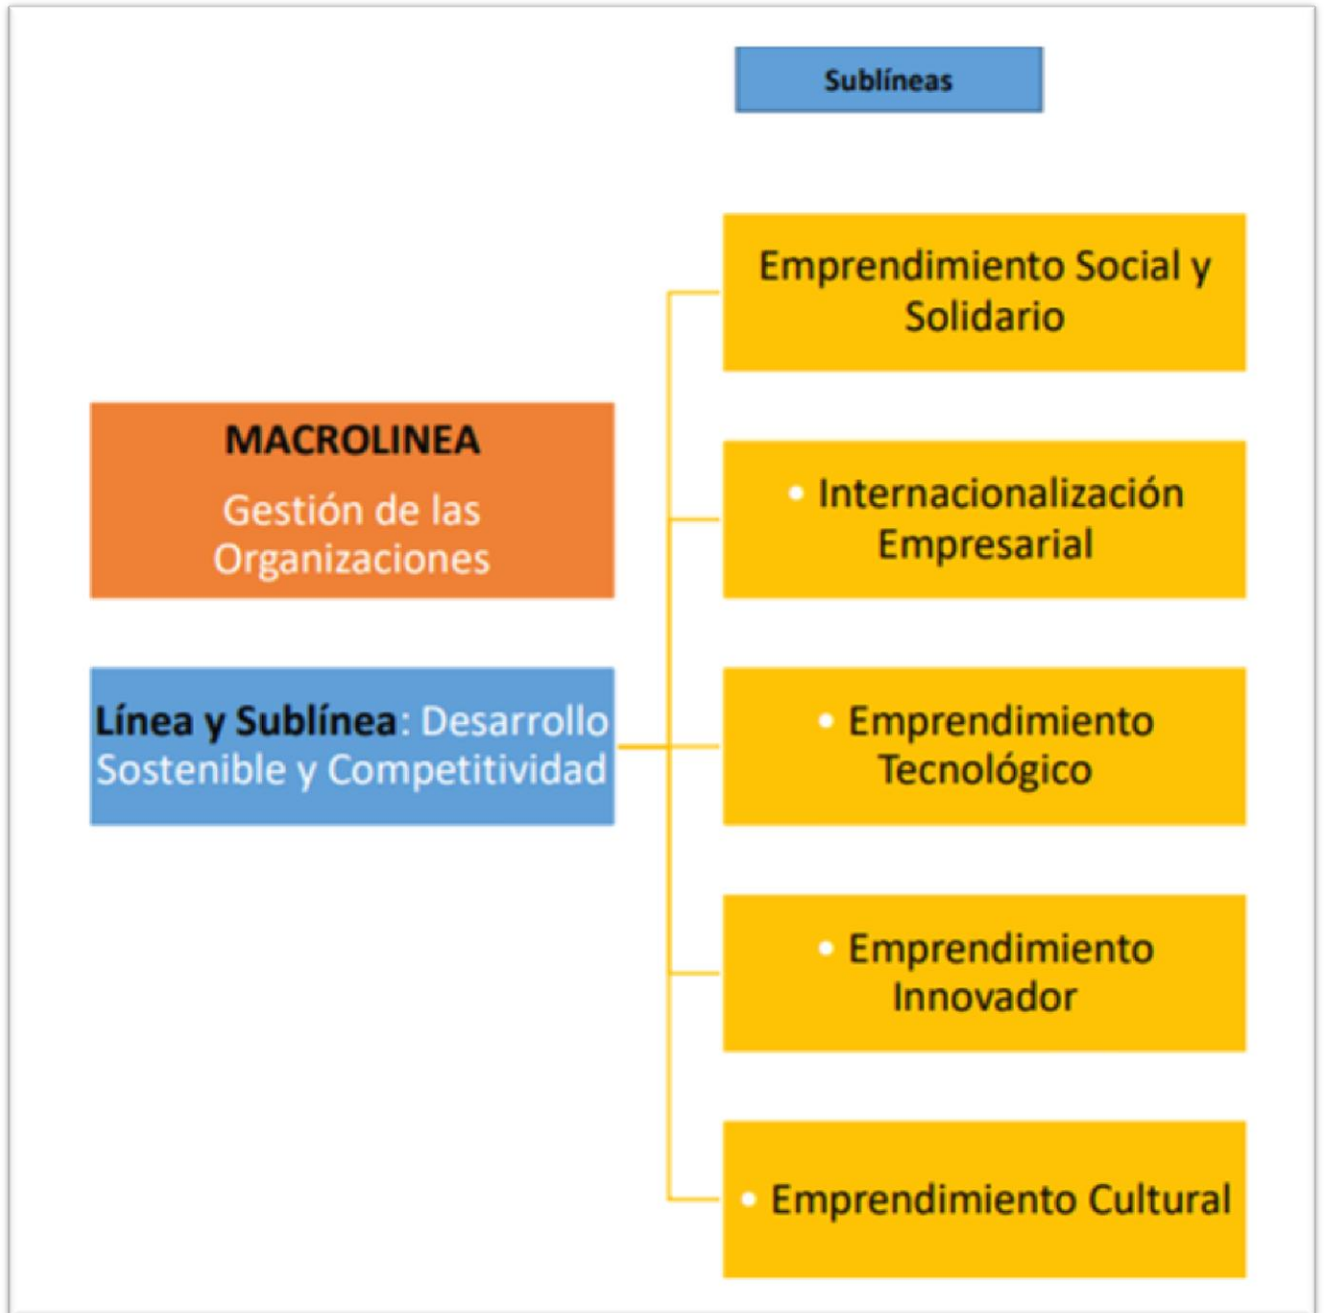 Sublíneas
Emprendimiento Social y
Solidario
MACROLINEA
Gestión de las
Organizaciones
• Internacionalización
Empresarial
Línea y Sublínea: Desarrollo
Sostenible y Competitividad
• Emprendimiento
Tecnológico
• Emprendimiento
Innovador
• Emprendimiento Cultural